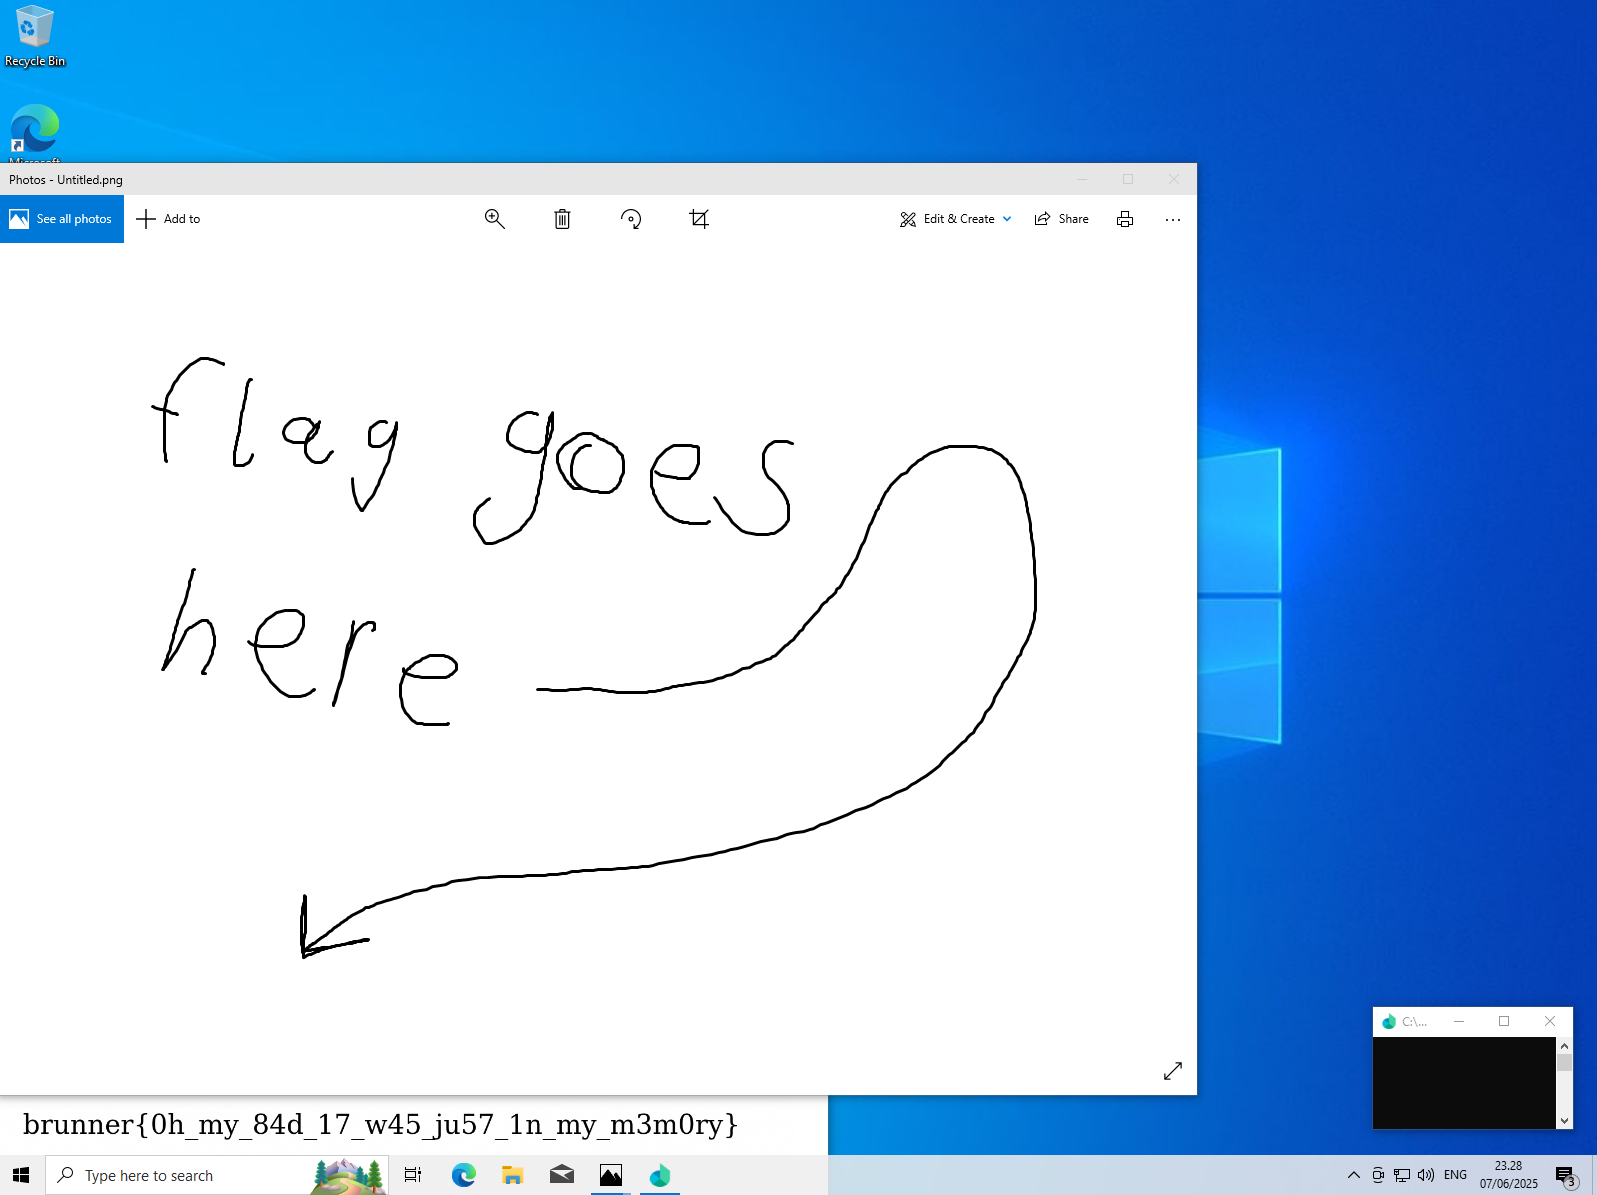 Recycle Bin
Photos - Untitled.png
See all photos
Add to
Edit & Create
Share
flag goes
here
C:\...
brunner{0h_my_84d_17_w45_ju57_1n_my_m3m0ry}
Type here to search
ENG
23.28
07/06/2025
3